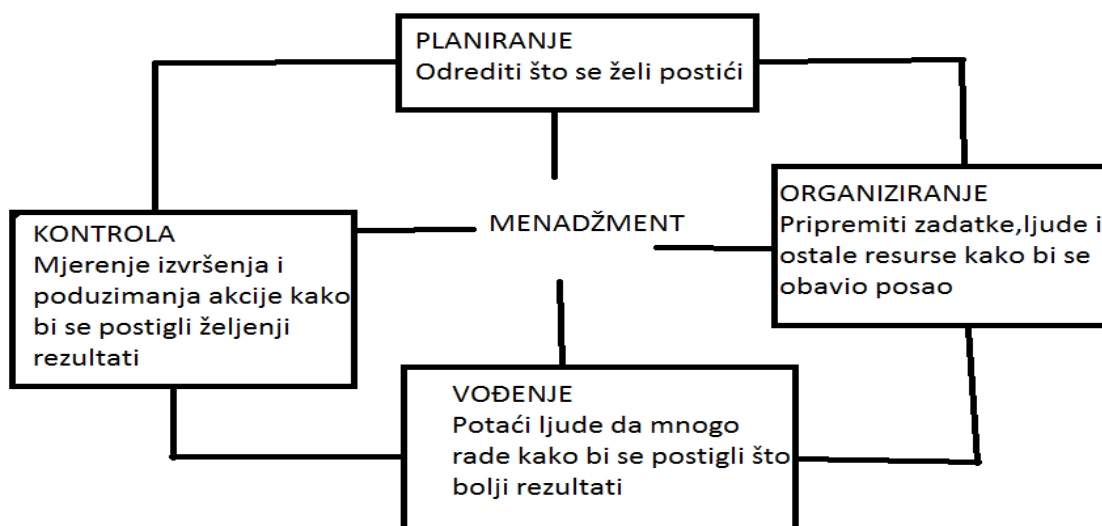 PLANIRANJE
Odrediti što se želi postići
MENADŽMENT
ORGANIZIRANJE
Pripremiti zadatke,ljude i
ostale resurse kako bi se
obavio posao
KONTROLA
Mjerenje izvršenja i
poduzimanja akcije kako
bi se postigli željenji
rezultati
VOĐENJE
Potaći ljude da mnogo
rade kako bi se postigli što
bolji rezultati